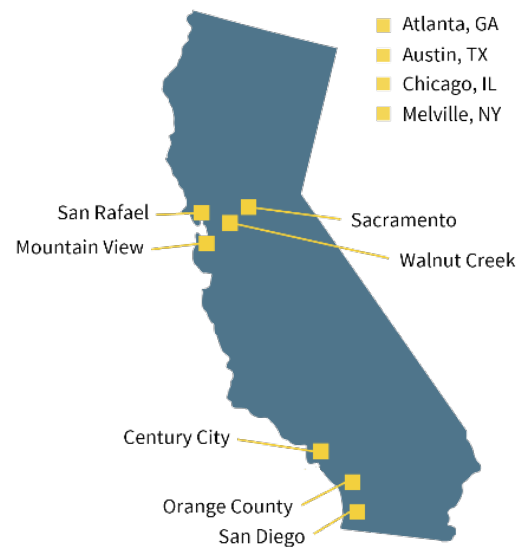 Atlanta, GA
Austin, TX
Chicago, IL
Melville, NY
San Rafael
Sacramento
Mountain View
Walnut Creek
Century City
Orange County
San Diego